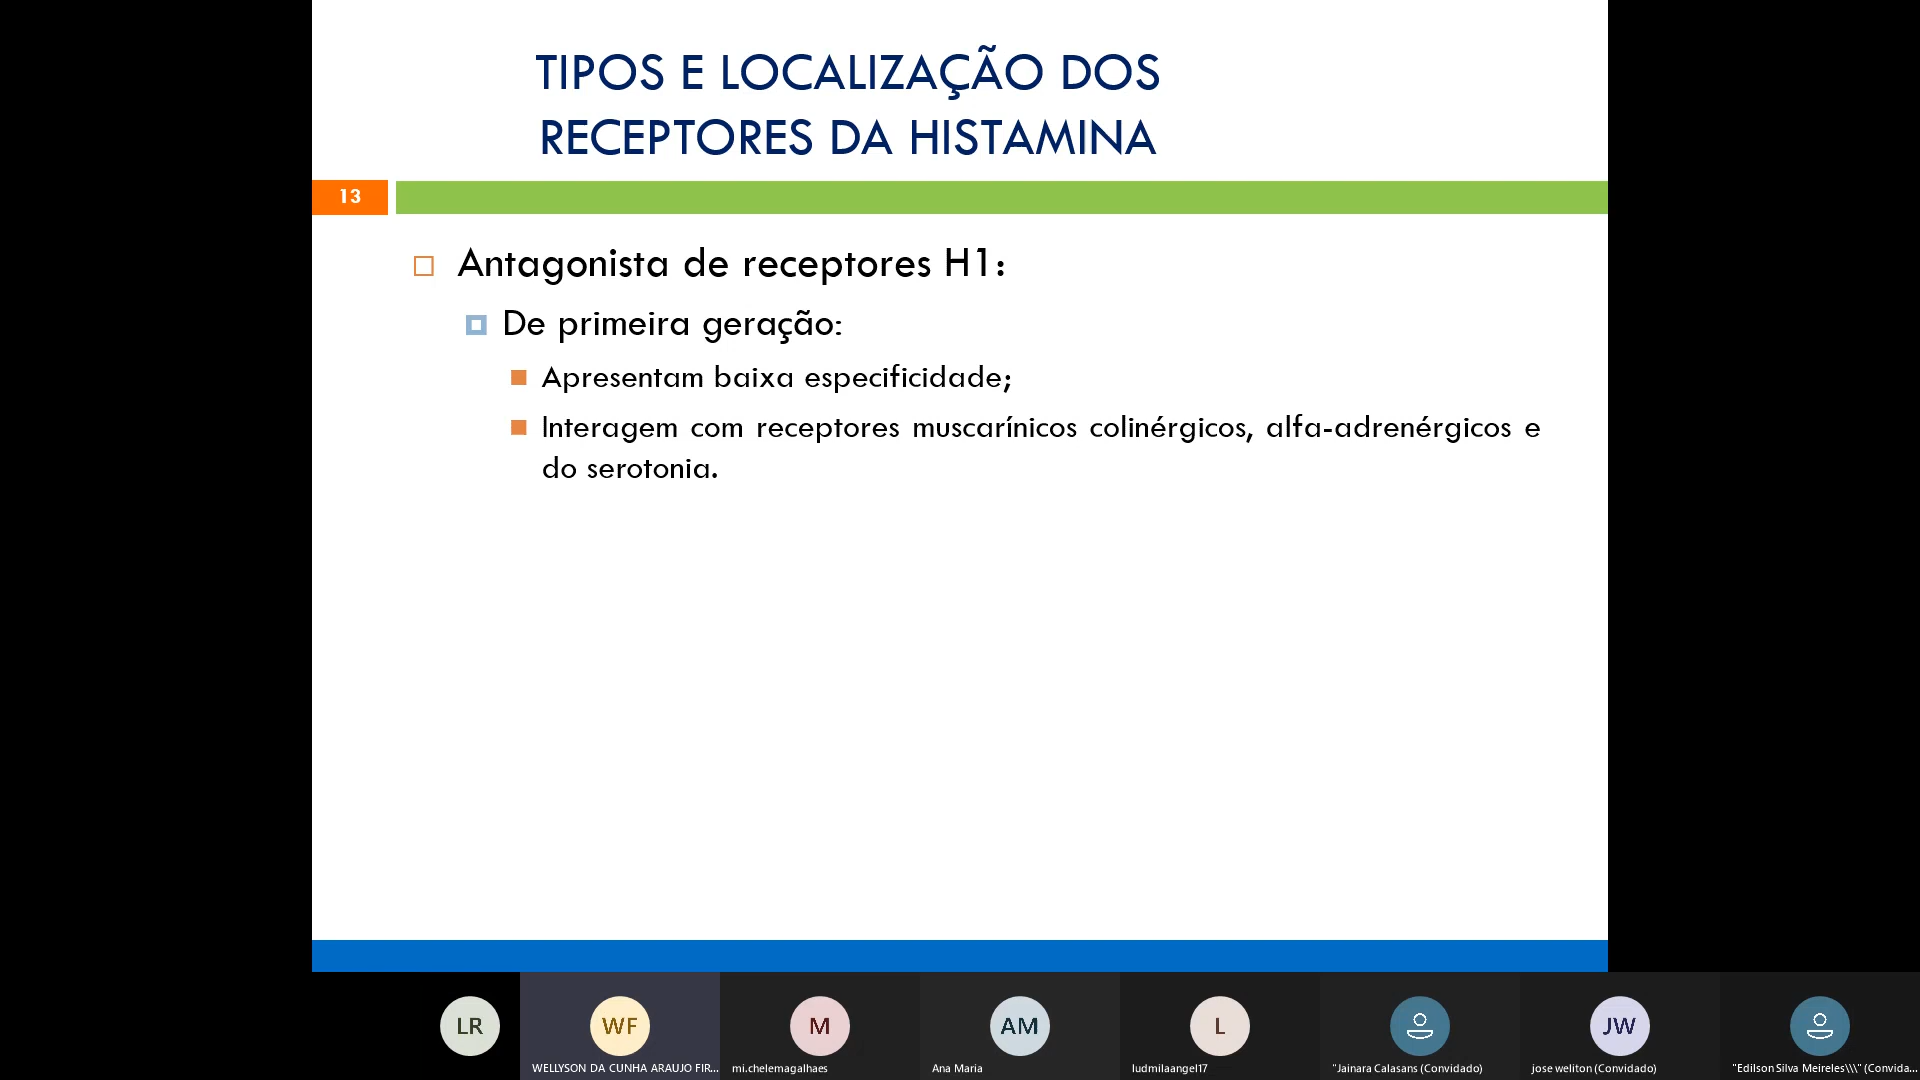 TIPOS E LOCALIZAÇÃO DOS
RECEPTORES DA HISTAMINA
13
Antagonista de receptores H1:
De primeira geração:
Apresentam baixa especificidade;
Interagem com receptores muscarínicos colinérgicos, alfa-adrenérgicos e
do serotonia.
LR
WF
M
AM
L
JW
WELLYSON DA CUNHA ARAUJO FIR...
mi.chelemagalhaes
Ana Maria
ludmilaangel17
"Jainara Calasans (Convidado)
jose weliton (Convidado)
"Edilson Silva Meireles\\\" (Convida...